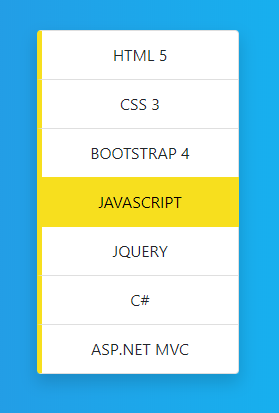 HTML 5
CSS 3
BOOTSTRAP 4
JAVASCRIPT
JQUERY
C#
ASP.NET MVC